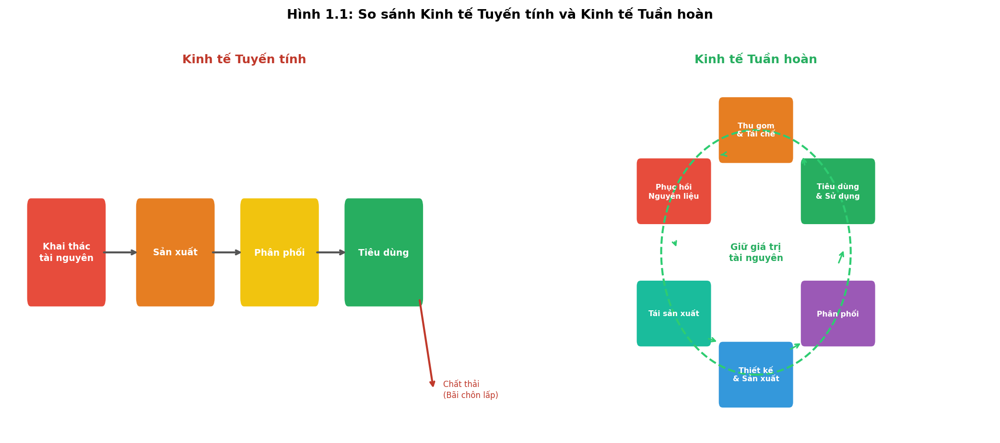 Hình 1.1: So sánh Kinh tế Tuyến tính và Kinh tế Tuần hoàn
Kinh tế Tuyến tính
Khai thác
tài nguyên
Sản xuất
Phân phối
Tiêu dùng
Chất thải
(Bãi chôn lấp)
Kinh tế Tuần hoàn
Thu gom
& Tái chế
Phục hồi
Nguyên liệu
Tiêu dùng
& Sử dụng
Giữ giá trị
tài nguyên
Tái sản xuất
Phân phối
Thiết kế
& Sản xuất